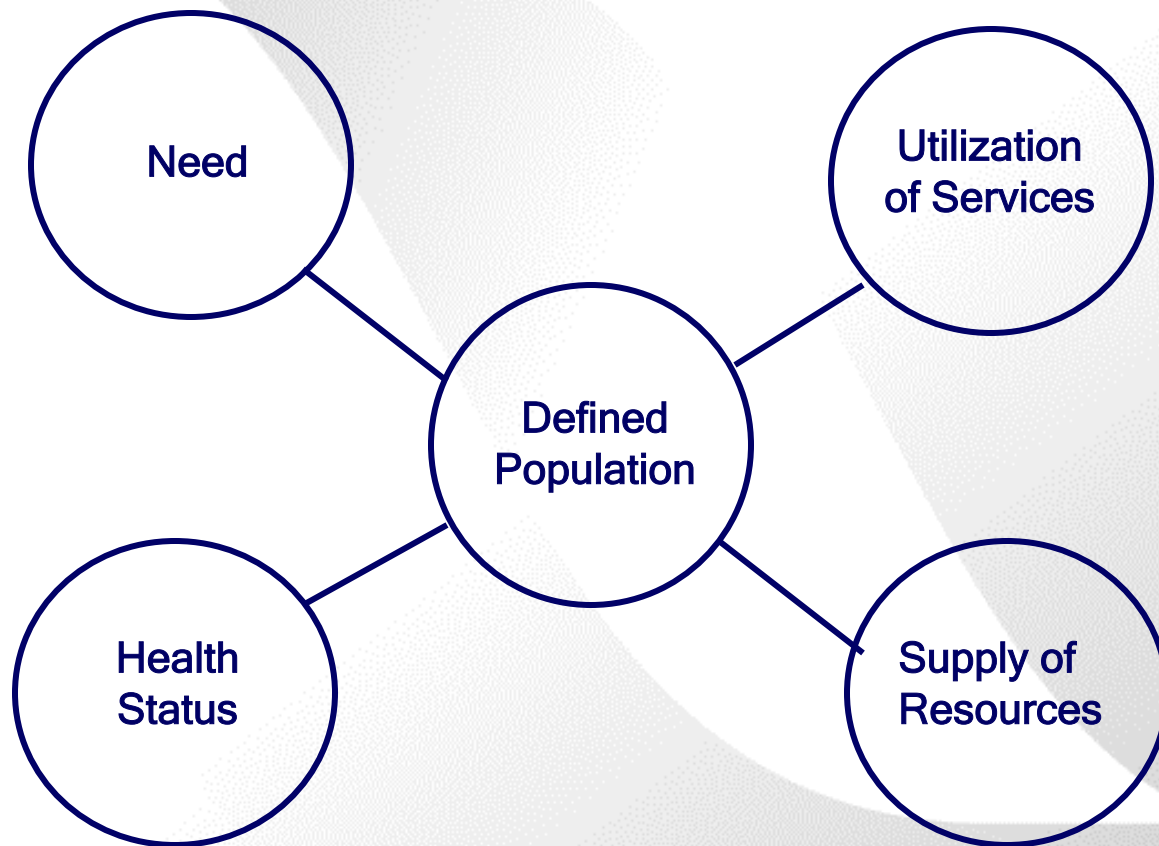 Need
Utilization
of Services
Defined
Population
Health
Status
Supply of
Resources